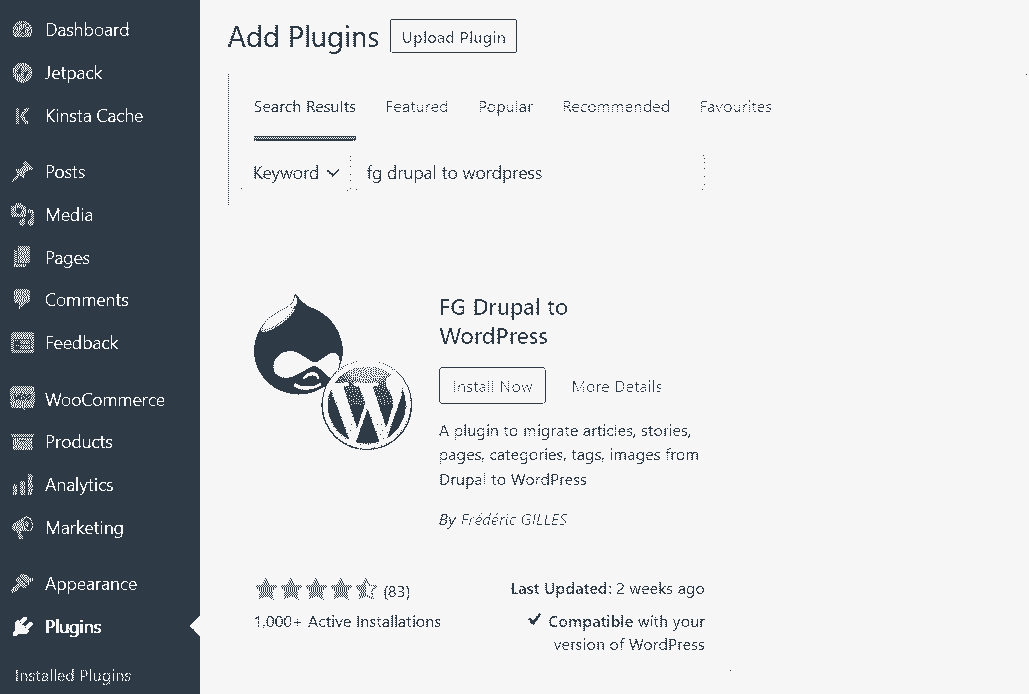 Dashboard
Jetpack
Kinsta Cache
Posts
Media
Pages
Comments
Feedback
WooCommerce
Products
Analytics
Marketing
Appearance
Plugins
Installed Plugins
Add Plugins Upload Plugin
Search Results Featured Popular Recommended Favourites
Keyword fg drupal to wordpress
FG Drupal to
WordPress
Install Now More Details
A plugin to migrate articles, stories,
pages, categories, tags, images from
Drupal to WordPress
By Frédéric GILLES
(83)
1,000+ Active Installations
Last Updated: 2 weeks ago
Compatible with your
version of WordPress